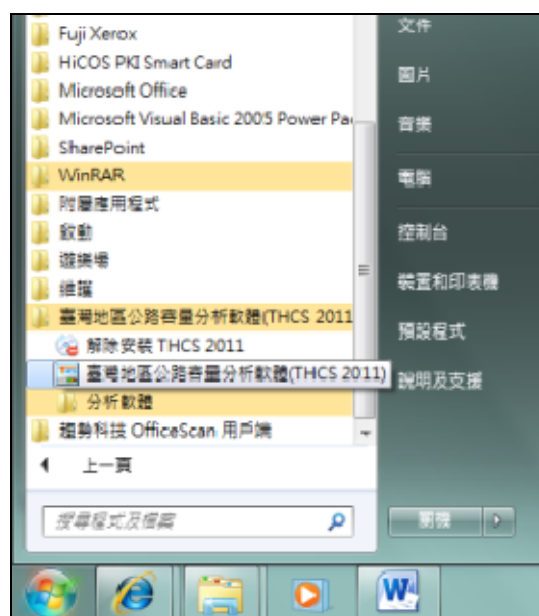 Fuji Xerox
HiCOS PKI Smart Card
Microsoft Office
Microsoft Visual Basic 2005 Power Pa
SharePoint
WinRAR
附屬應用程式
啟動
遊樂場
維護
臺灣地區公路容量分析軟體(THCS 2011
解除安裝 THCS 2011
臺灣地區公路容量分析軟體(THCS 2011)
分析軟體
趨勢科技 OfficeScan 用戶端
上一頁
搜尋程式及檔案
文件
圖片
音樂
電腦
控制台
裝置和印表機
預設程式
說明及支援
關機
W